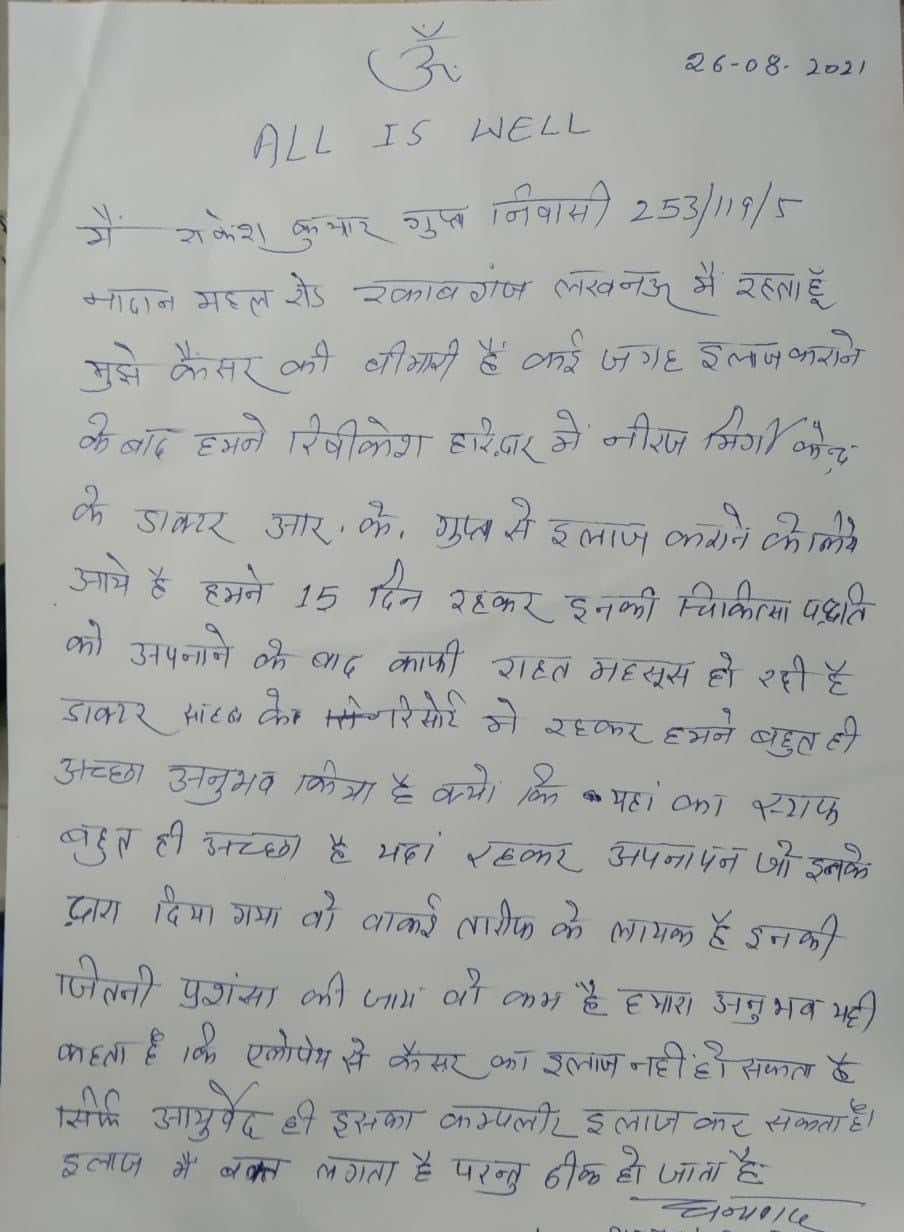 ॐ
26-08-2021
ALL IS WELL
मैं राकेश कुमार गुप्ता निवासी 253/119/5
नादान महल रोड रकाबगंज लखनऊ मैं रहता हूँ
मुझे कैंसर की बीमारी हैं कई जगह इलाज कराने
के बाद हमने रिषीकेश हरिद्वार में नीरज मिर्गी केन्द्र
के डाक्टर आर. के. गुप्ता से इलाज कराने के लिये
आये है हमने 15 दिन रहकर इनकी चिकित्सा पद्धति
को अपनाने के बाद काफी राहत महसूस हो रही है
डाक्टर साहब के रिसोर्ट मे रहकर हमने बहुत ही
अच्छा अनुभव किया है क्यों कि यहां का स्टाफ
बहुत ही अच्छा है यहां रहकर अपनापन जो इनके
द्वारा दिया गया वो वाकई तारीफ के लायक है इनकी
जितनी प्रशंसा की जायं वो कम है हमारा अनुभव यही
कहता है कि एलोपेथ से कैंसर का इलाज नहीं हो सकता है
सिर्फ आयुर्वेद ही इसका कम्पलीट इलाज कर सकता है।
इलाज मैं वक्त लगता है परन्तु ठीक हो जाता है
धन्यवाद